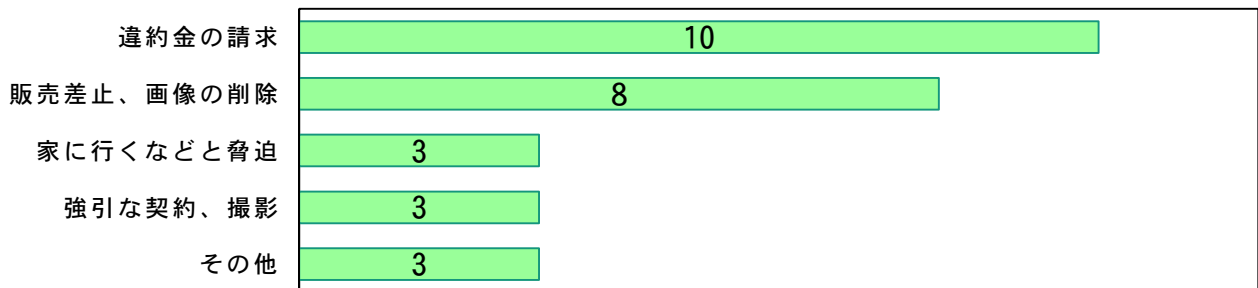 違約金の請求 10
販売差止、画像の削除 8
家に行くなどと脅迫 3
強引な契約、撮影 3
その他 3